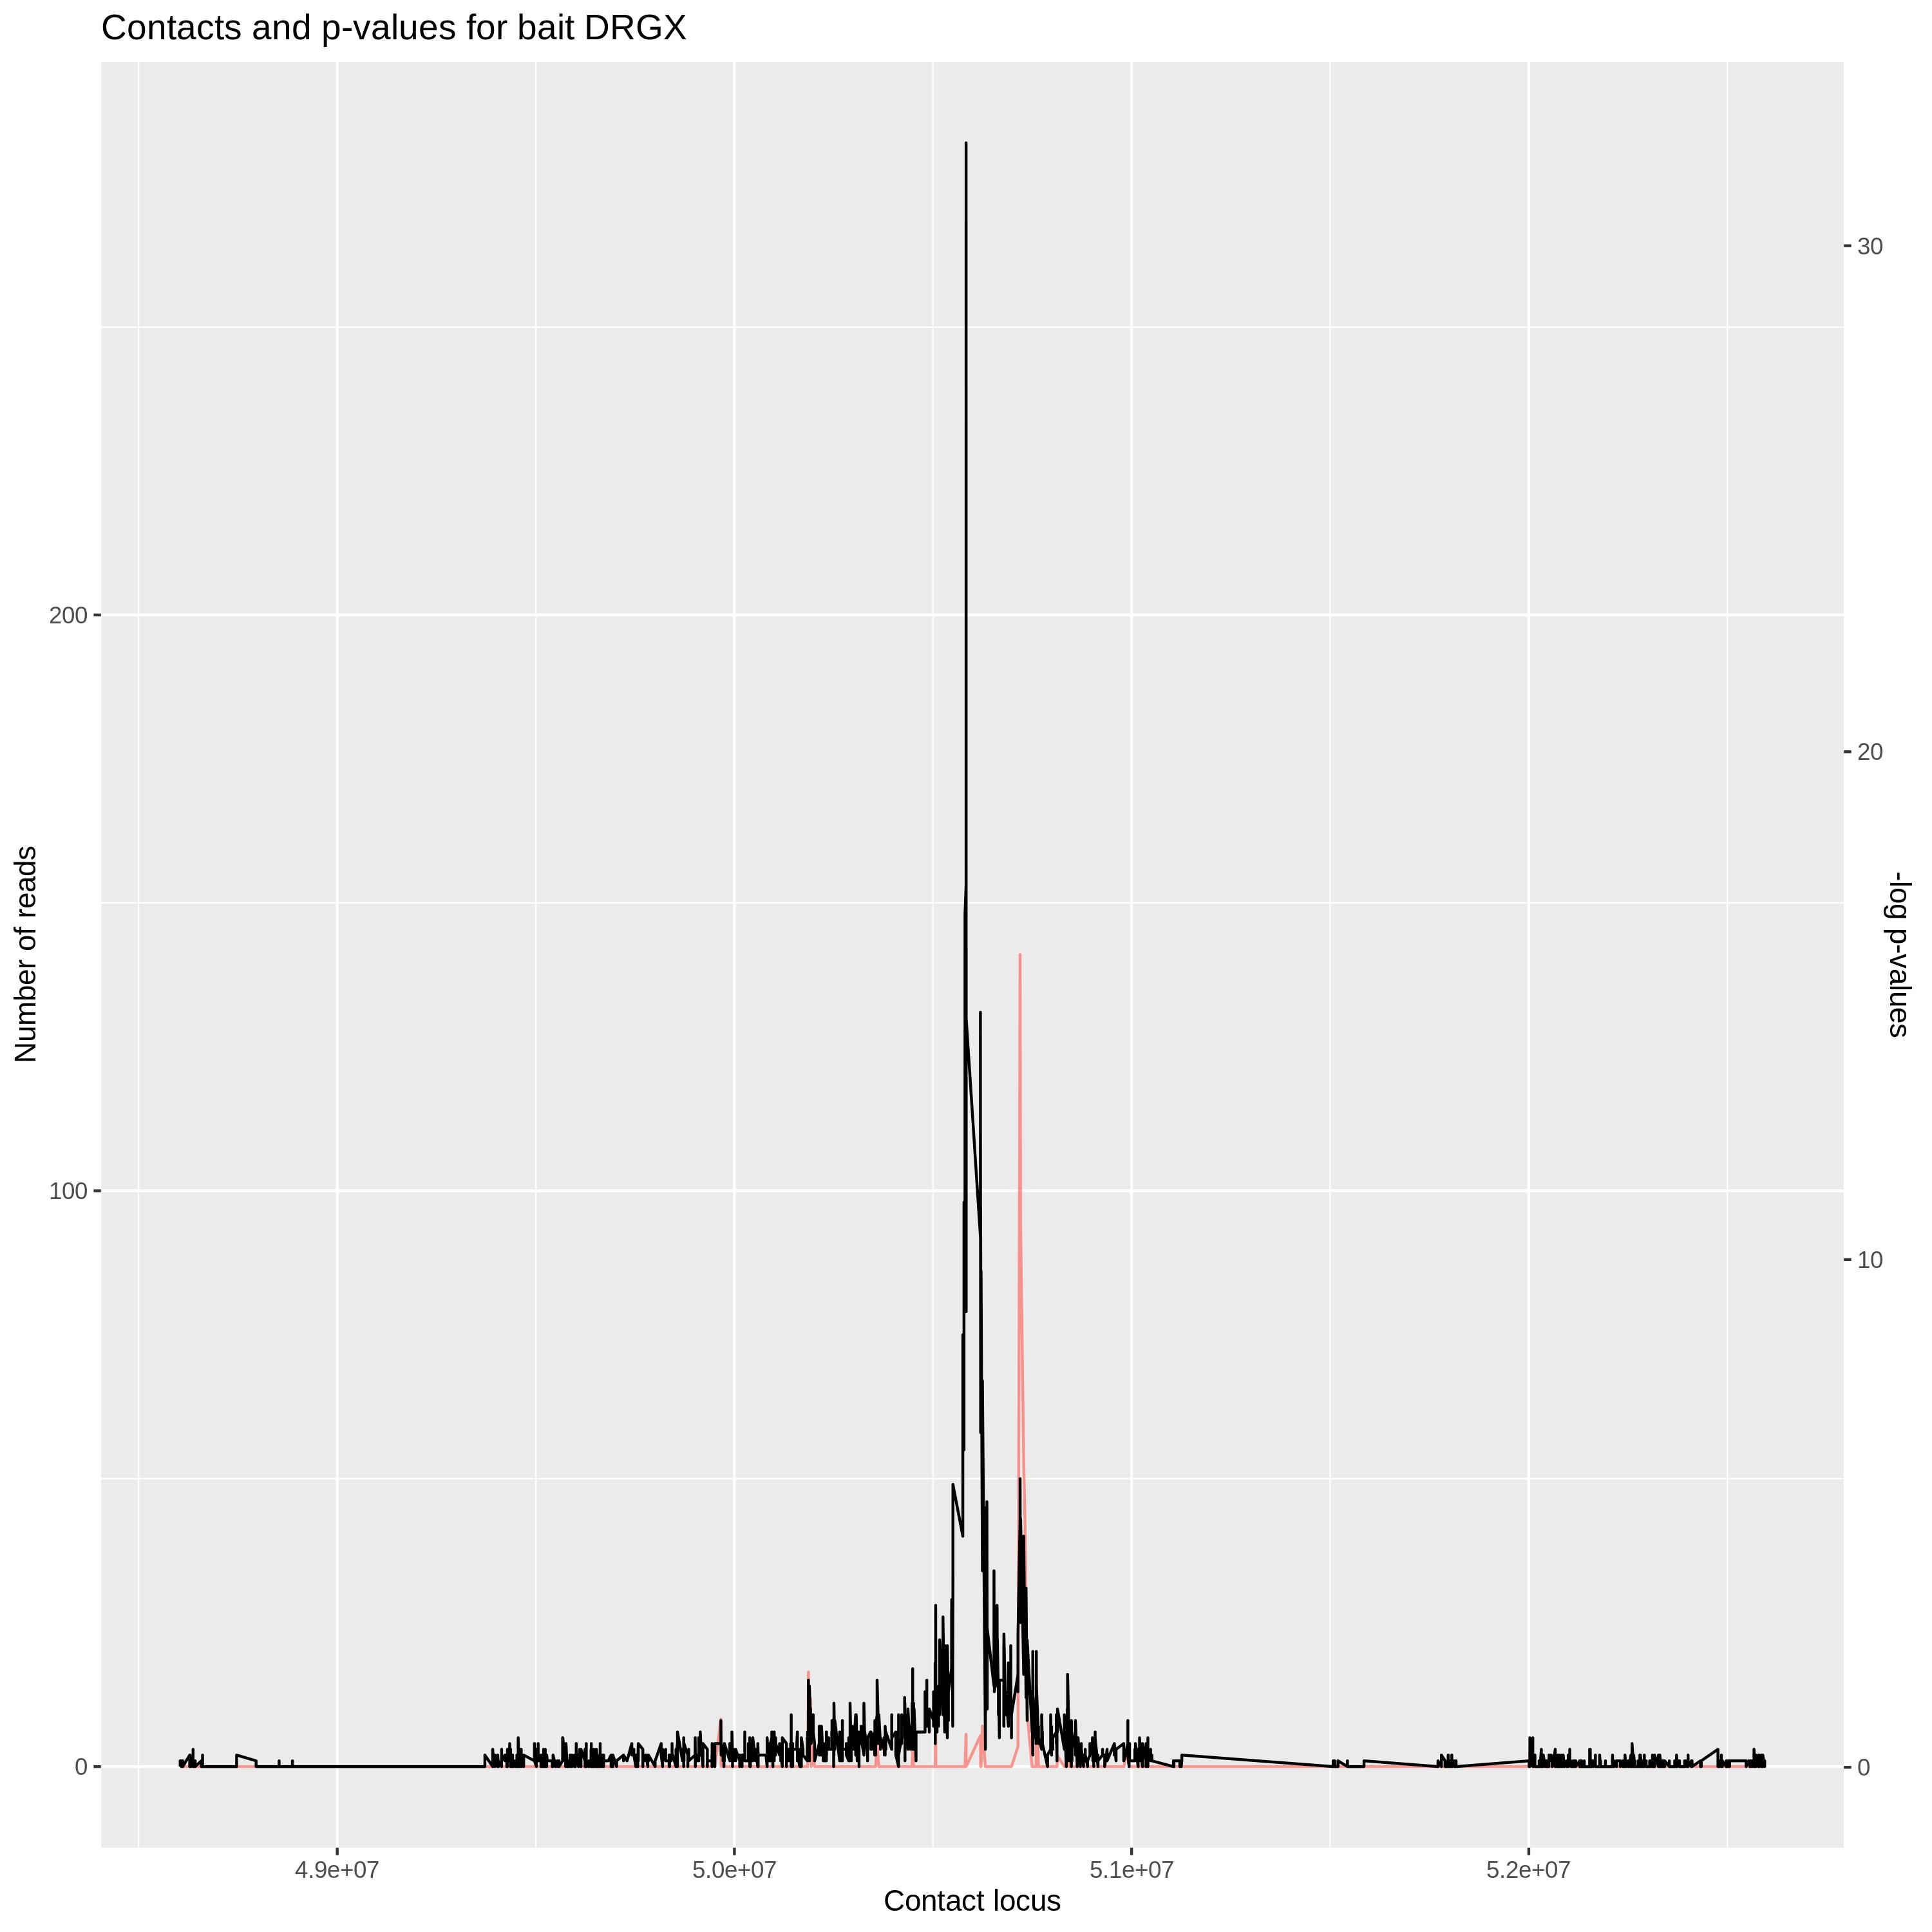 Contacts and p-values for bait DRGX
Number of reads
200
100
0
30
20
10
0
-log p-values
4.9e+07
5.0e+07
5.1e+07
5.2e+07
Contact locus